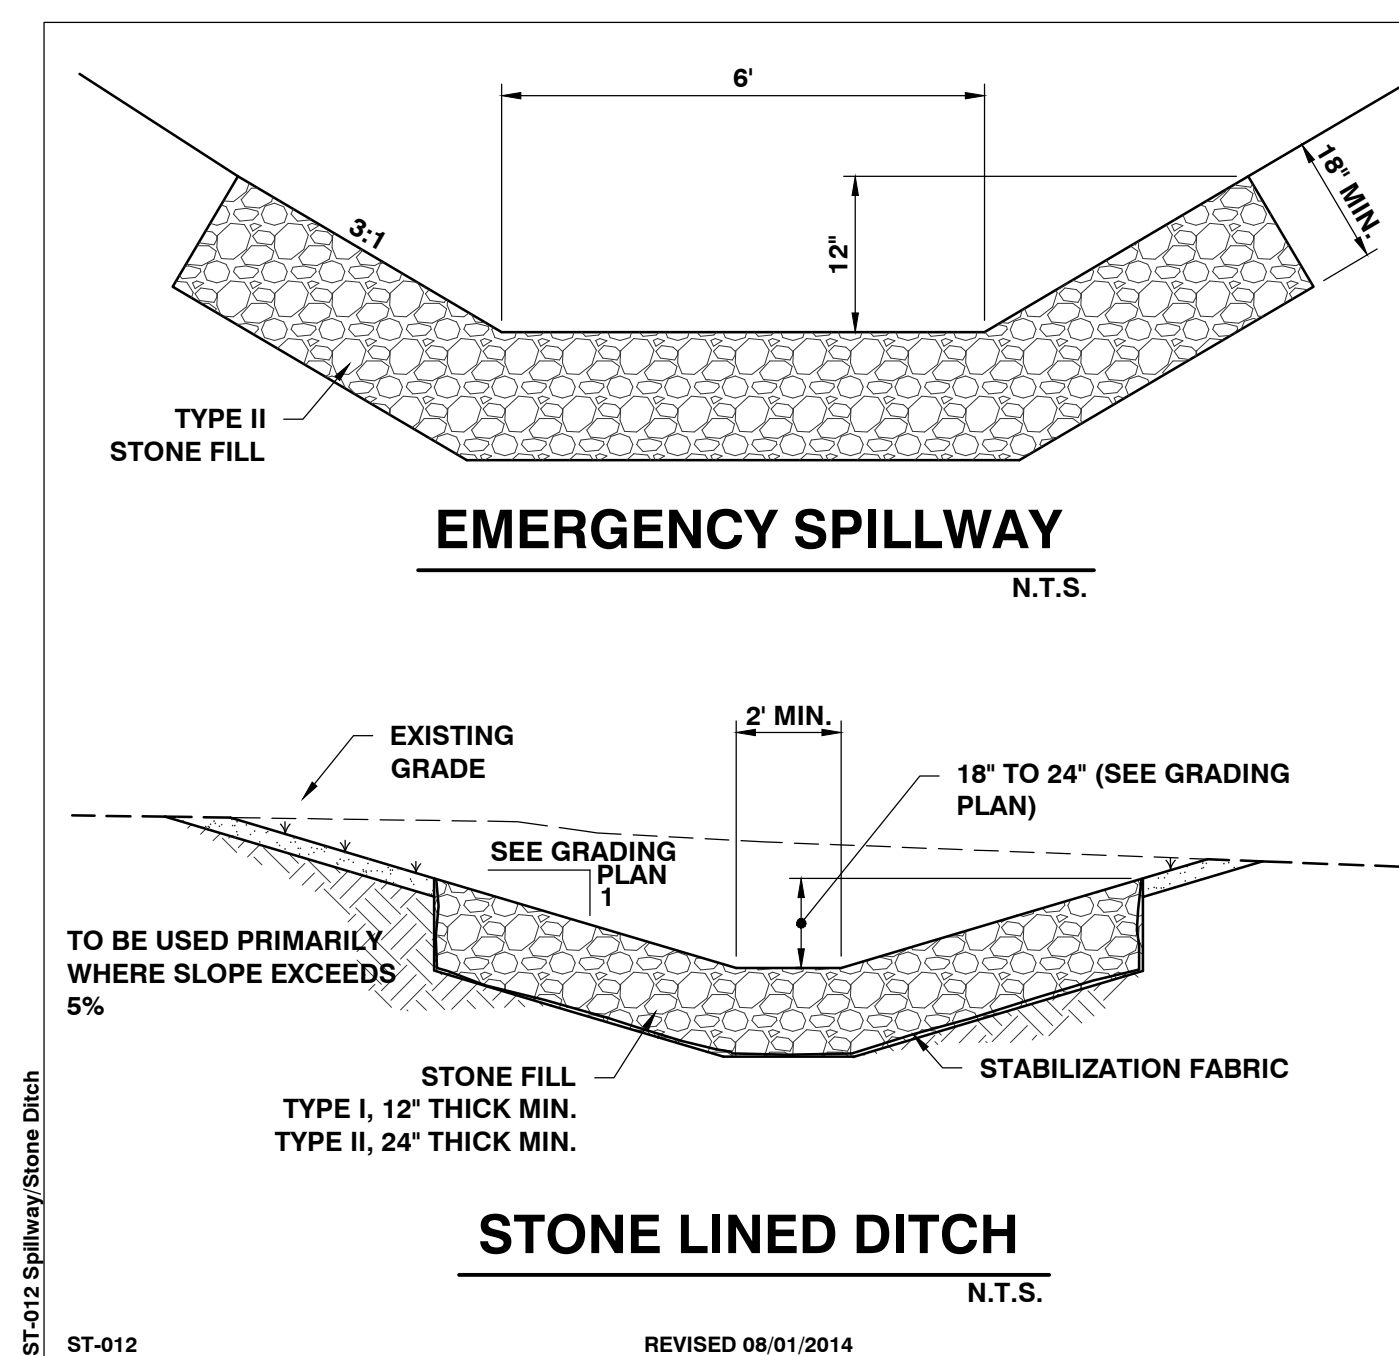 6'
18" MIN.
12"
3:1
TYPE II
STONE FILL
EMERGENCY SPILLWAY
N.T.S.
2' MIN.
EXISTING
GRADE
18" TO 24" (SEE GRADING
PLAN)
SEE GRADING
PLAN
1
TO BE USED PRIMARILY
WHERE SLOPE EXCEEDS
5%
STONE FILL
TYPE I, 12" THICK MIN.
TYPE II, 24" THICK MIN.
STABILIZATION FABRIC
STONE LINED DITCH
N.T.S.
ST-012 Spillway/Stone Ditch
ST-012
REVISED 08/01/2014